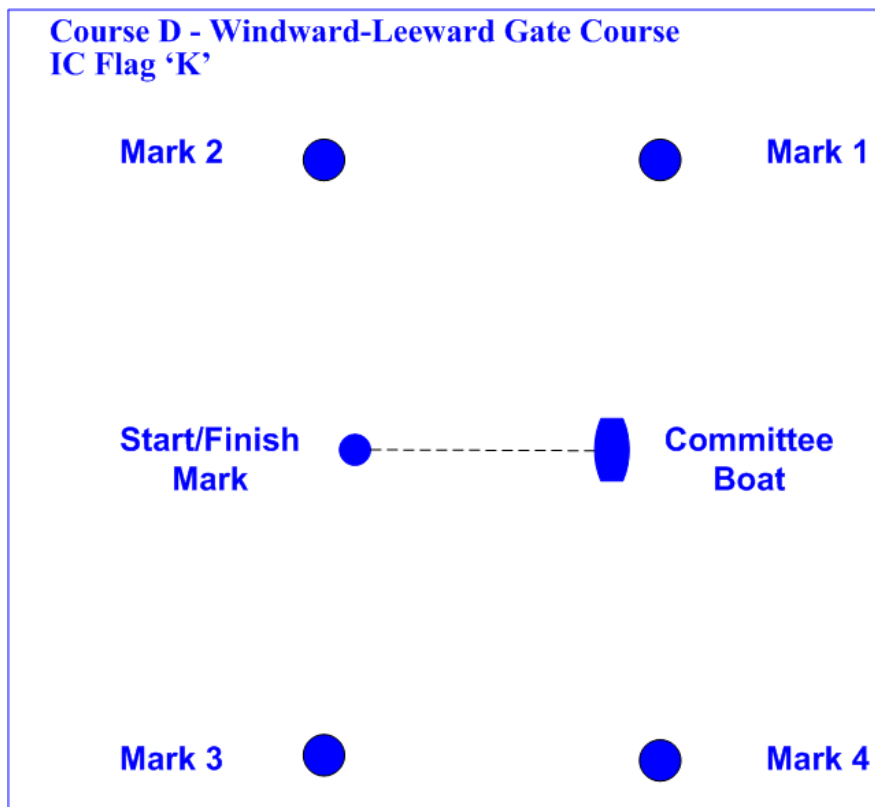 Course D - Windward-Leeward Gate Course
IC Flag ‘K’
Mark 2
Mark 1
Start/Finish
Mark
Committee
Boat
Mark 3
Mark 4